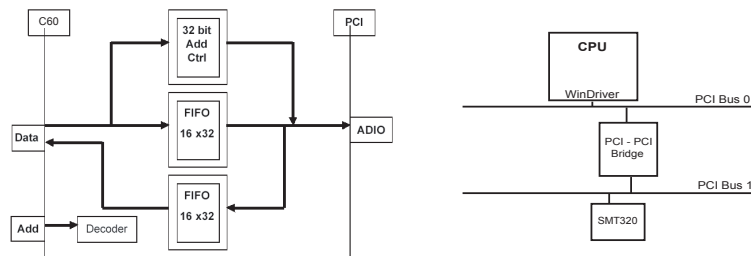 C60
PCI
32 bit
Add
Ctrl
FIFO
16 x32
Data
ADIO
FIFO
16 x32
Add
Decoder
CPU
WinDriver
PCI Bus 0
PCI - PCI
Bridge
PCI Bus 1
SMT320